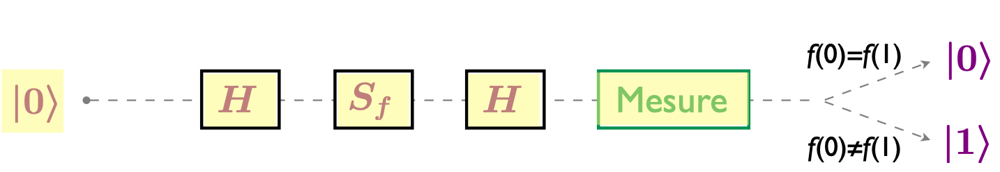 f(0)=f(1) |0⟩
|0⟩ H S_f H Mesure
f(0)≠f(1) |1⟩